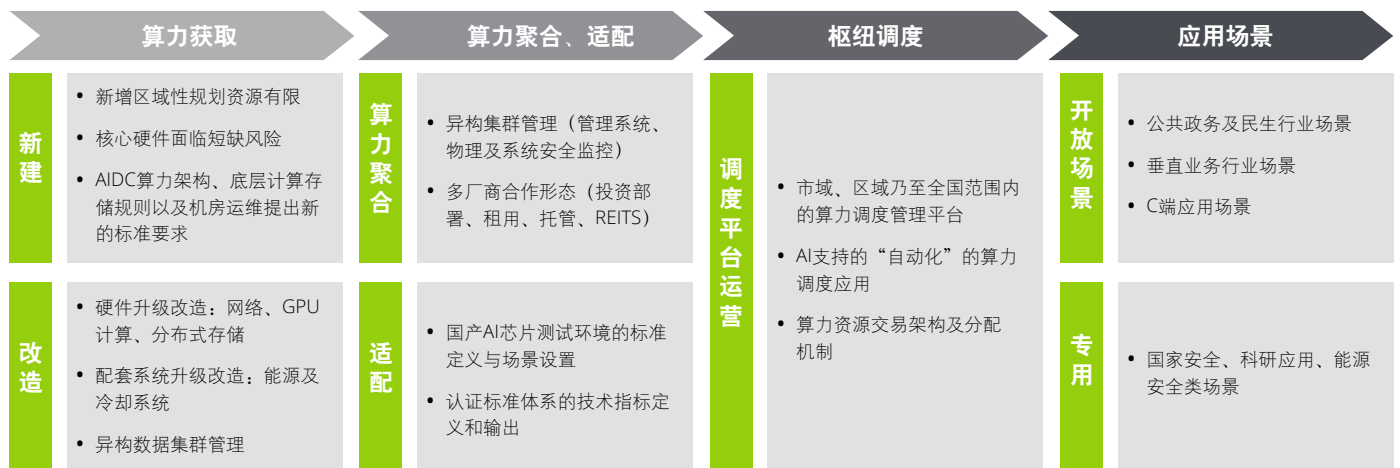 算力获取
新建
• 新增区域性规划资源有限
• 核心硬件面临短缺风险
• AIDC算力架构、底层计算存
储规则以及机房运维提出新
的标准要求
改造
• 硬件升级改造：网络、GPU
计算、分布式存储
• 配套系统升级改造：能源及
冷却系统
• 异构数据集群管理
算力聚合、适配
算力聚合
• 异构集群管理（管理系统、
物理及系统安全监控）
• 多厂商合作形态（投资部
署、租用、托管、REITS）
适配
• 国产AI芯片测试环境的标准
定义与场景设置
• 认证标准体系的技术指标定
义和输出
枢纽调度
调度平台运营
• 市域、区域乃至全国范围内
的算力调度管理平台
• AI支持的“自动化”的算力
调度应用
• 算力资源交易架构及分配
机制
应用场景
开放场景
• 公共政务及民生行业场景
• 垂直业务行业场景
• C端应用场景
专用
• 国家安全、科研应用、能源
安全类场景